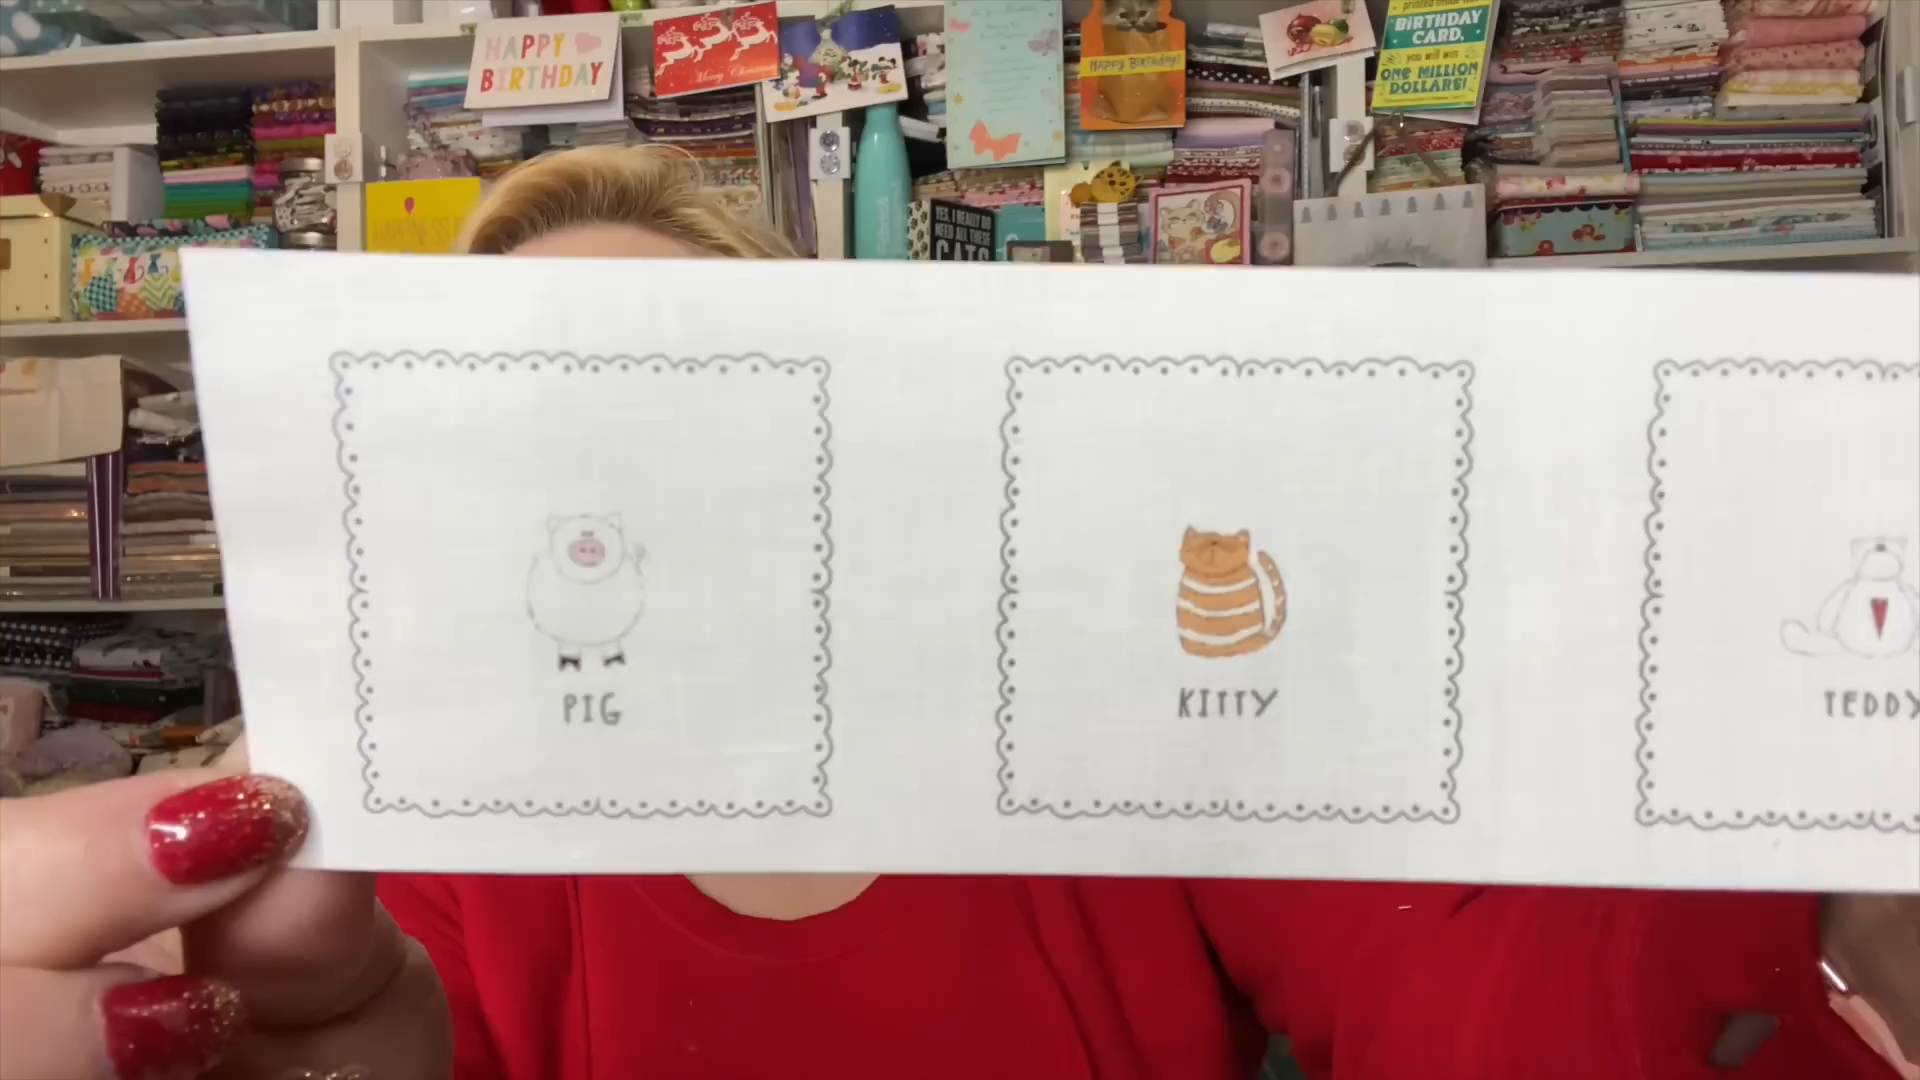 HAPPY
BIRTHDAY
Merry Christmas
HAPPY BIRTHDAY!
BIRTHDAY
CARD,
you will win
ONE MILLION
DOLLARS!
HAPPINESS
YES, I REALLY DO
NEED ALL THESE
CATS
PIG
KITTY
TEDDY